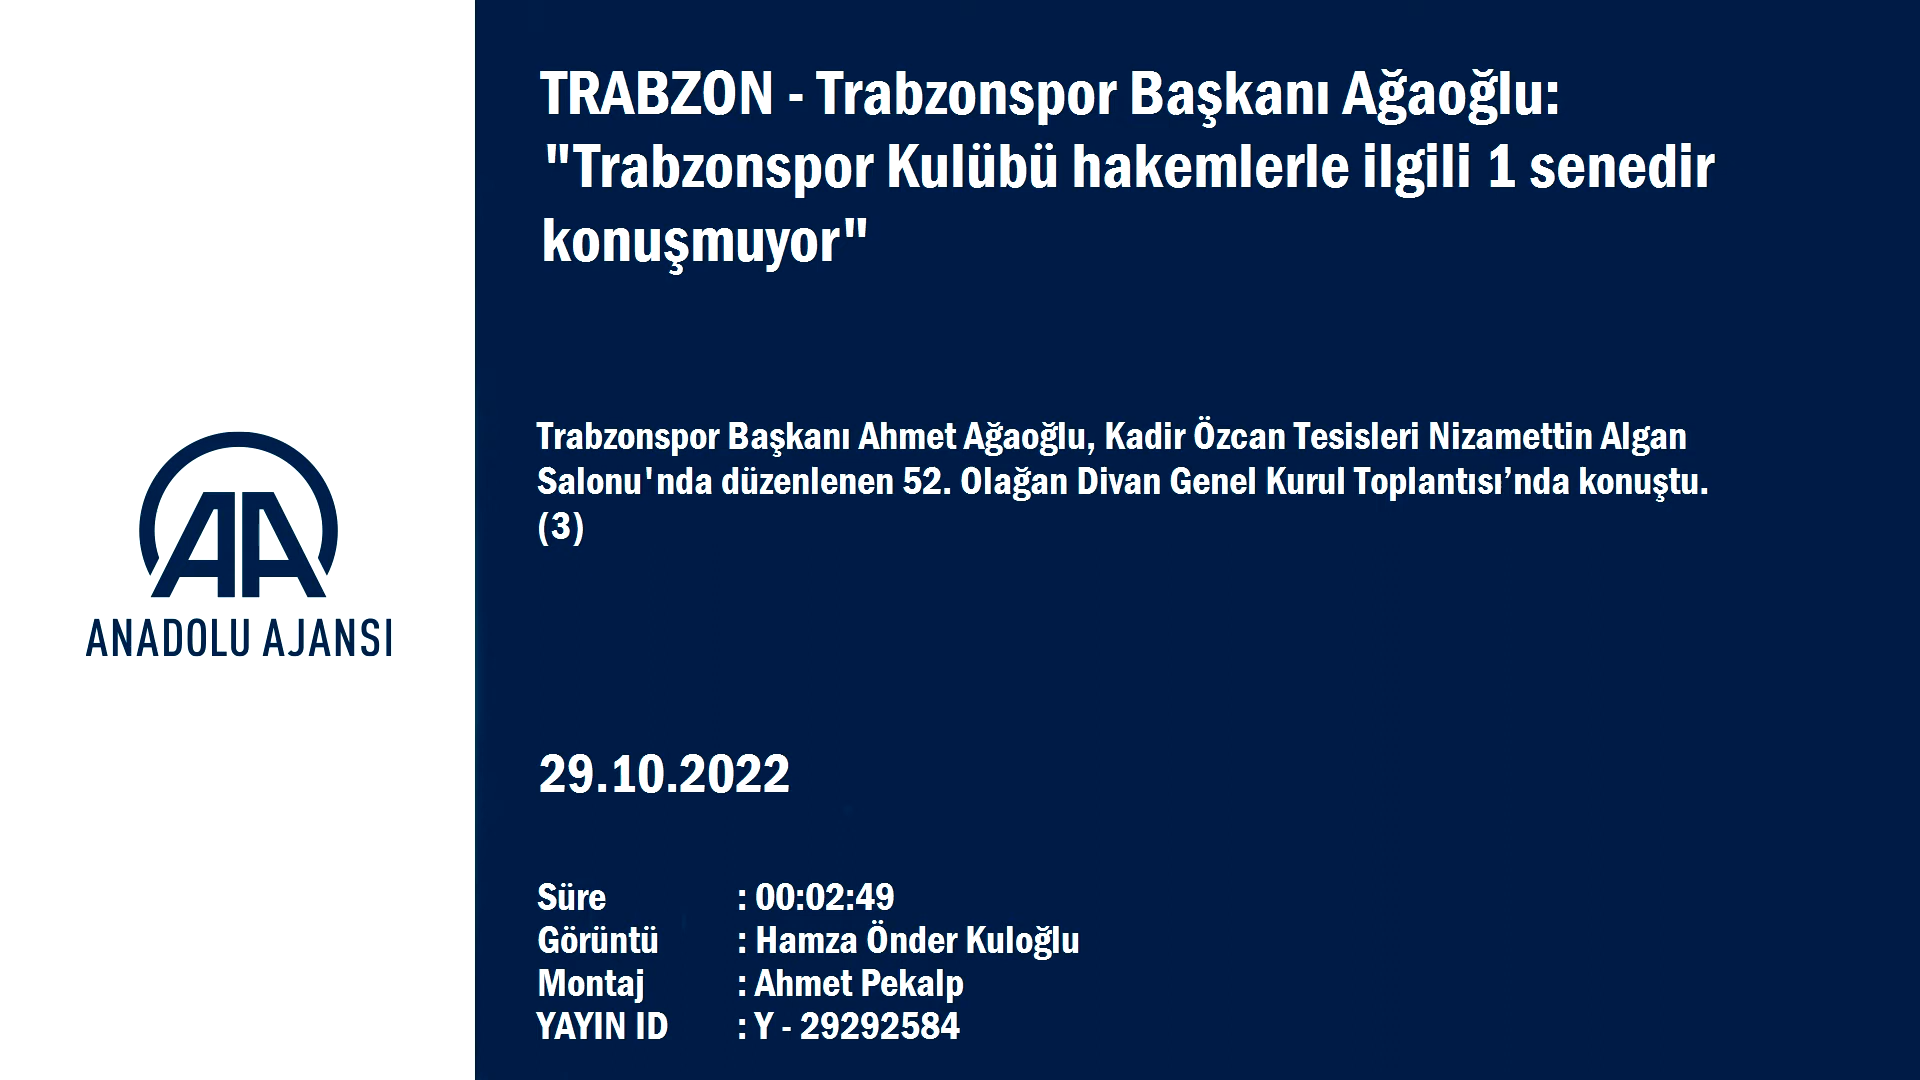 TRABZON - Trabzonspor Başkanı Ağaoğlu:
"Trabzonspor Kulübü hakemlerle ilgili 1 senedir
konuşmuyor"
Trabzonspor Başkanı Ahmet Ağaoğlu, Kadir Özcan Tesisleri Nizamettin Algan
Salonu'nda düzenlenen 52. Olağan Divan Genel Kurul Toplantısı’nda konuştu.
(3)
AA
ANADOLU AJANSI
29.10.2022
Süre : 00:02:49
Görüntü : Hamza Önder Kuloğlu
Montaj : Ahmet Pekalp
YAYIN ID : Y - 29292584